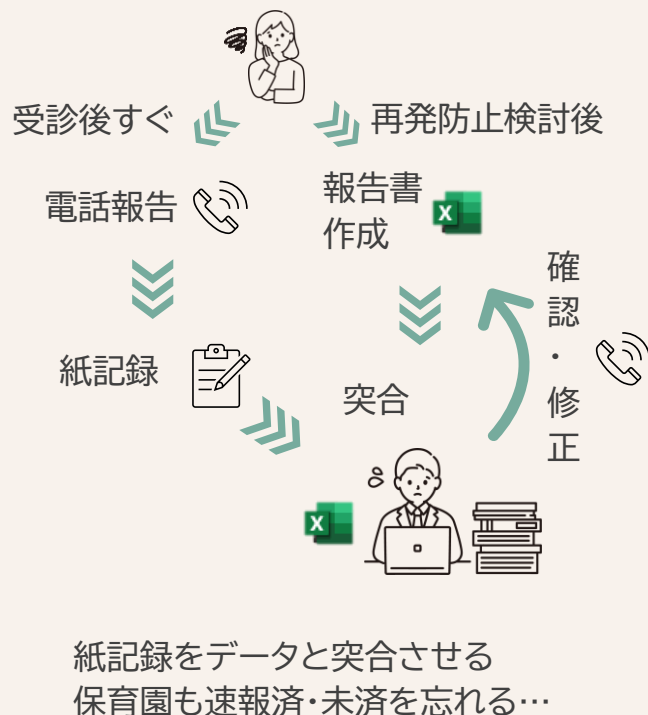 受診後すぐ
再発防止検討後
電話報告
報告書
作成
X
確認・修正
紙記録
突合
X
紙記録をデータと突合させる
保育園も速報済・未済を忘れる…